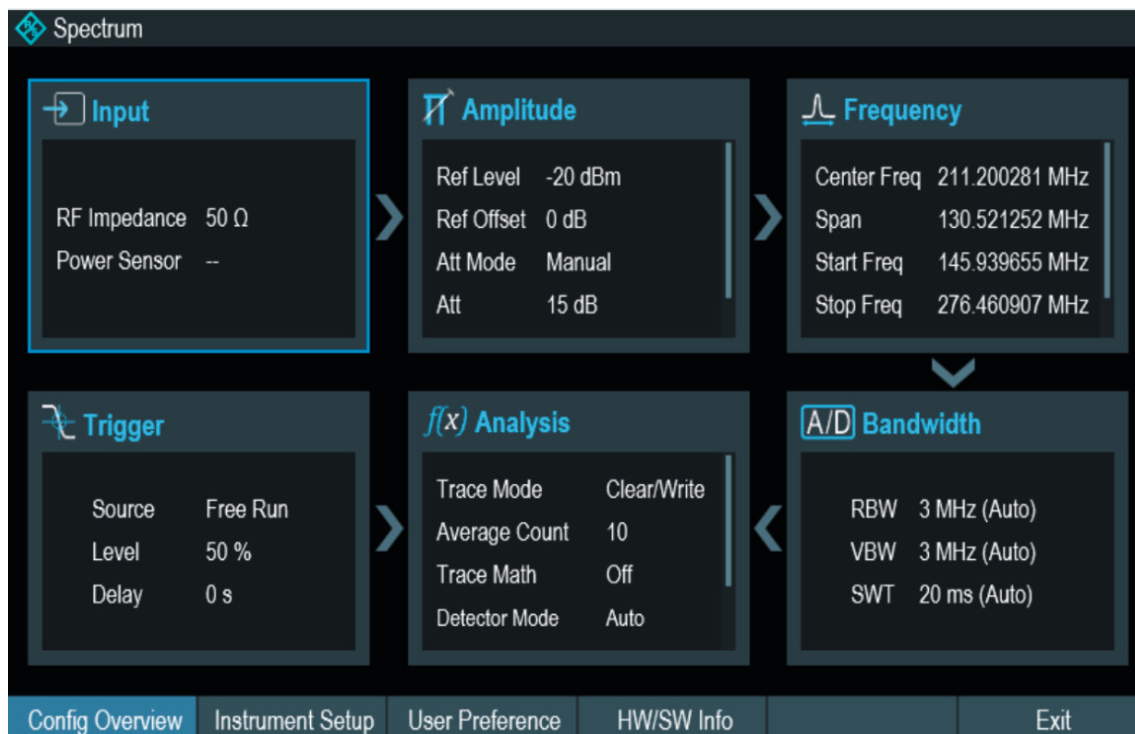 Spectrum
Input
RF Impedance 50 Ω
Power Sensor --
Amplitude
Ref Level -20 dBm
Ref Offset 0 dB
Att Mode Manual
Att 15 dB
Frequency
Center Freq 211.200281 MHz
Span 130.521252 MHz
Start Freq 145.939655 MHz
Stop Freq 276.460907 MHz
Trigger
Source Free Run
Level 50 %
Delay 0 s
f(x) Analysis
Trace Mode Clear/Write
Average Count 10
Trace Math Off
Detector Mode Auto
A/D Bandwidth
RBW 3 MHz (Auto)
VBW 3 MHz (Auto)
SWT 20 ms (Auto)
Config Overview Instrument Setup User Preference HW/SW Info Exit